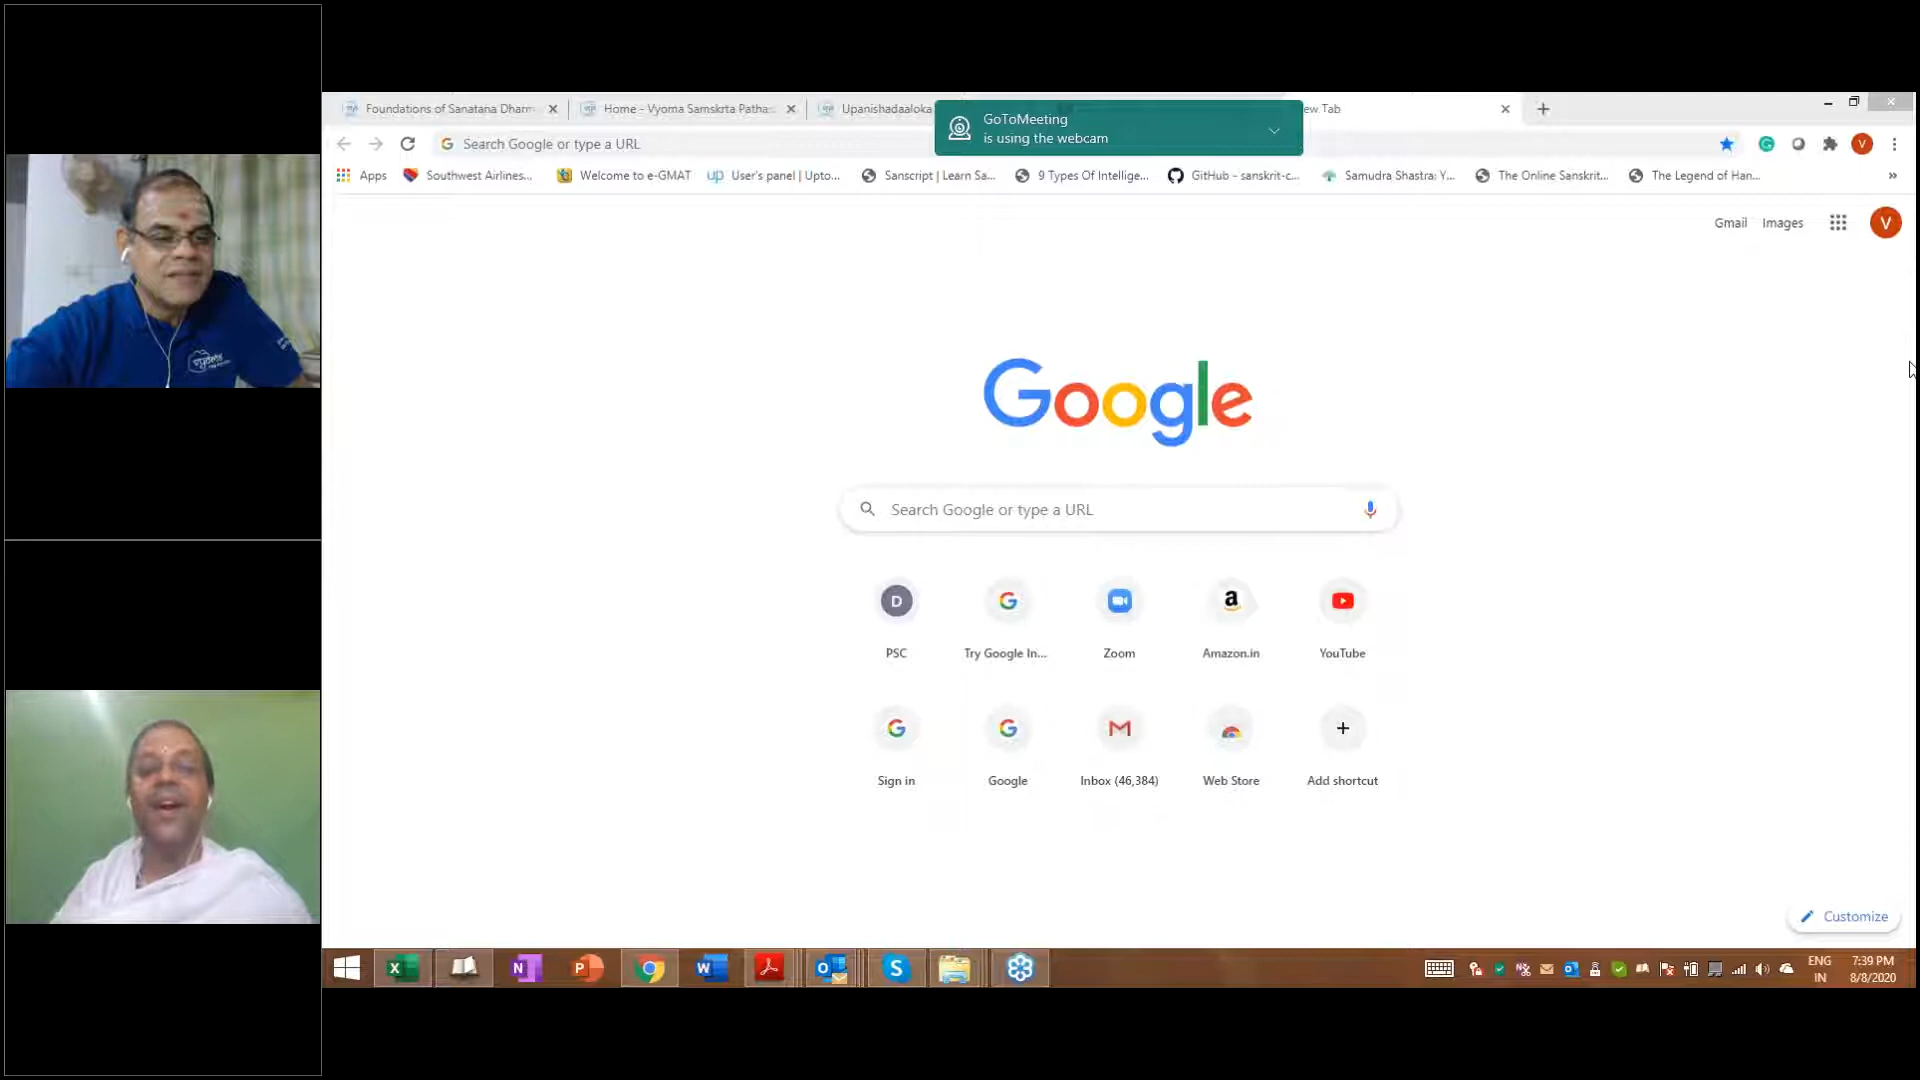 Foundations of Sanatana Dharm
Home - Vyoma Samskrta Patha
Upanishadaaloka
ew Tab
GoToMeeting
is using the webcam
Search Google or type a URL
V
Apps
Southwest Airlines...
Welcome to e-GMAT
up User's panel | Upto...
Sanscript | Learn Sa...
9 Types Of Intellige...
GitHub - sanskrit-c...
Samudra Shastra: Y...
The Online Sanskrit...
The Legend of Han...
»
Gmail Images
V
Google
Search Google or type a URL
D
PSC
Try Google In...
Zoom
Amazon.in
YouTube
Sign in
Google
Inbox (46,384)
Web Store
Add shortcut
Customize
ENG
IN
7:39 PM
8/8/2020
vyoma